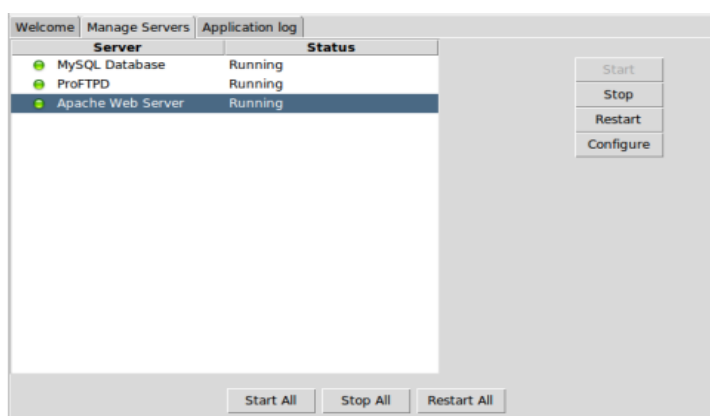 Welcome Manage Servers Application log
Server Status
MySQL Database Running
ProFTPD Running
Apache Web Server Running
Start
Stop
Restart
Configure
Start All Stop All Restart All